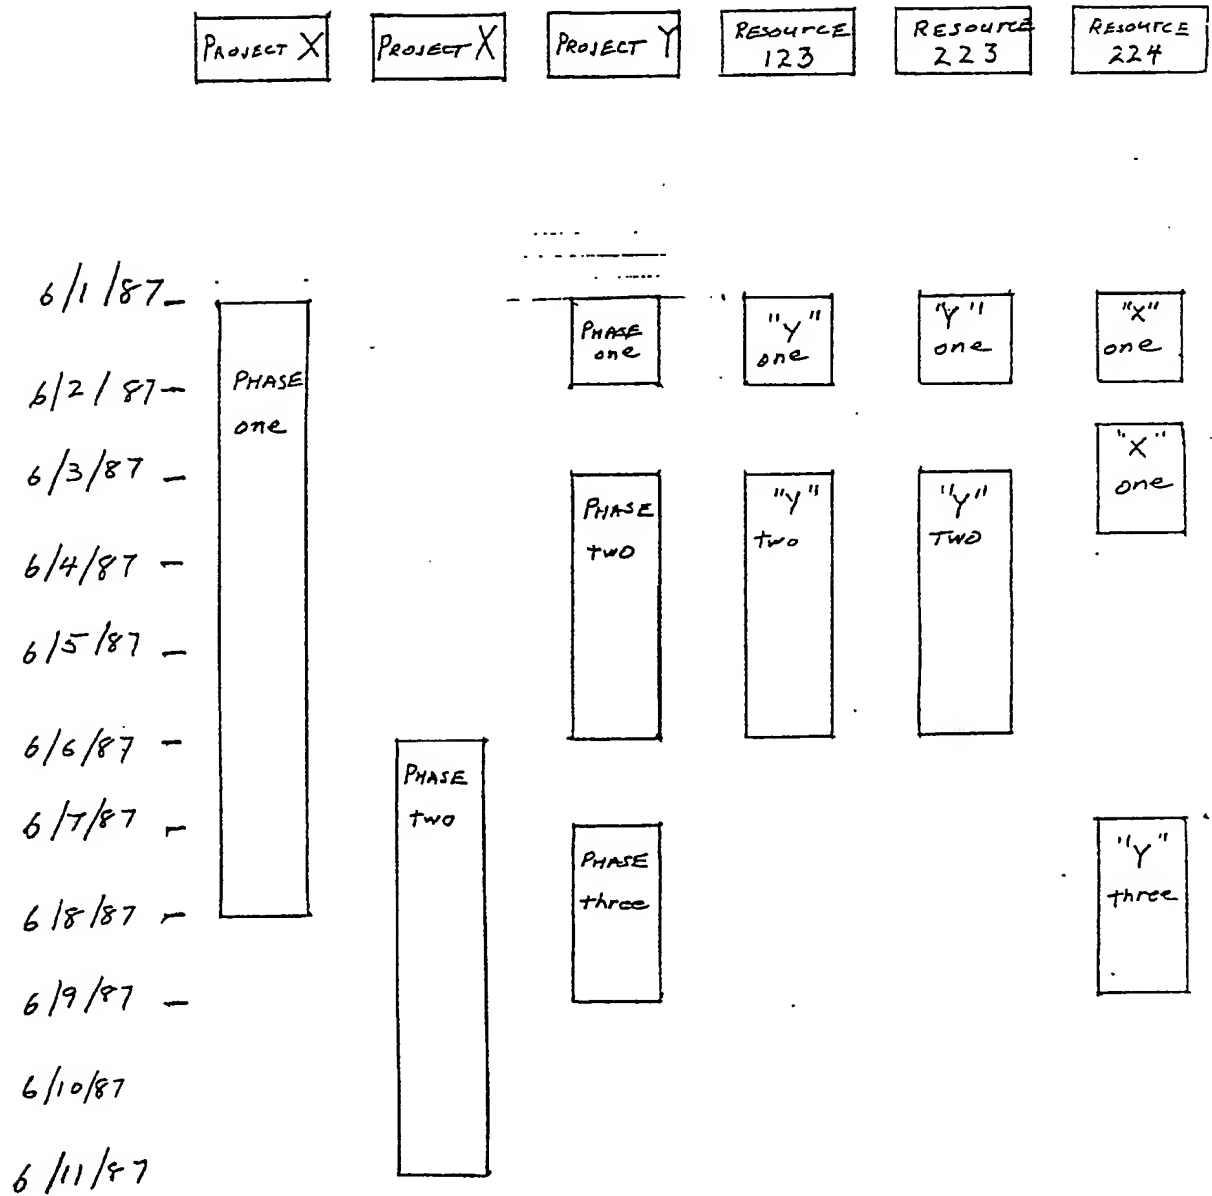 PROJECT X
PROJECT X
PROJECT Y
RESOURCE
123
RESOURCE
223
RESOURCE
224
6/1/87
6/2/87
6/3/87
6/4/87
6/5/87
6/6/87
6/7/87
6/8/87
6/9/87
6/10/87
6/11/87
PHASE
one
PHASE
two
PHASE
one
PHASE
two
PHASE
three
"Y"
one
"Y"
two
"Y"
one
"Y"
TWO
"X"
one
"X"
one
"Y"
three